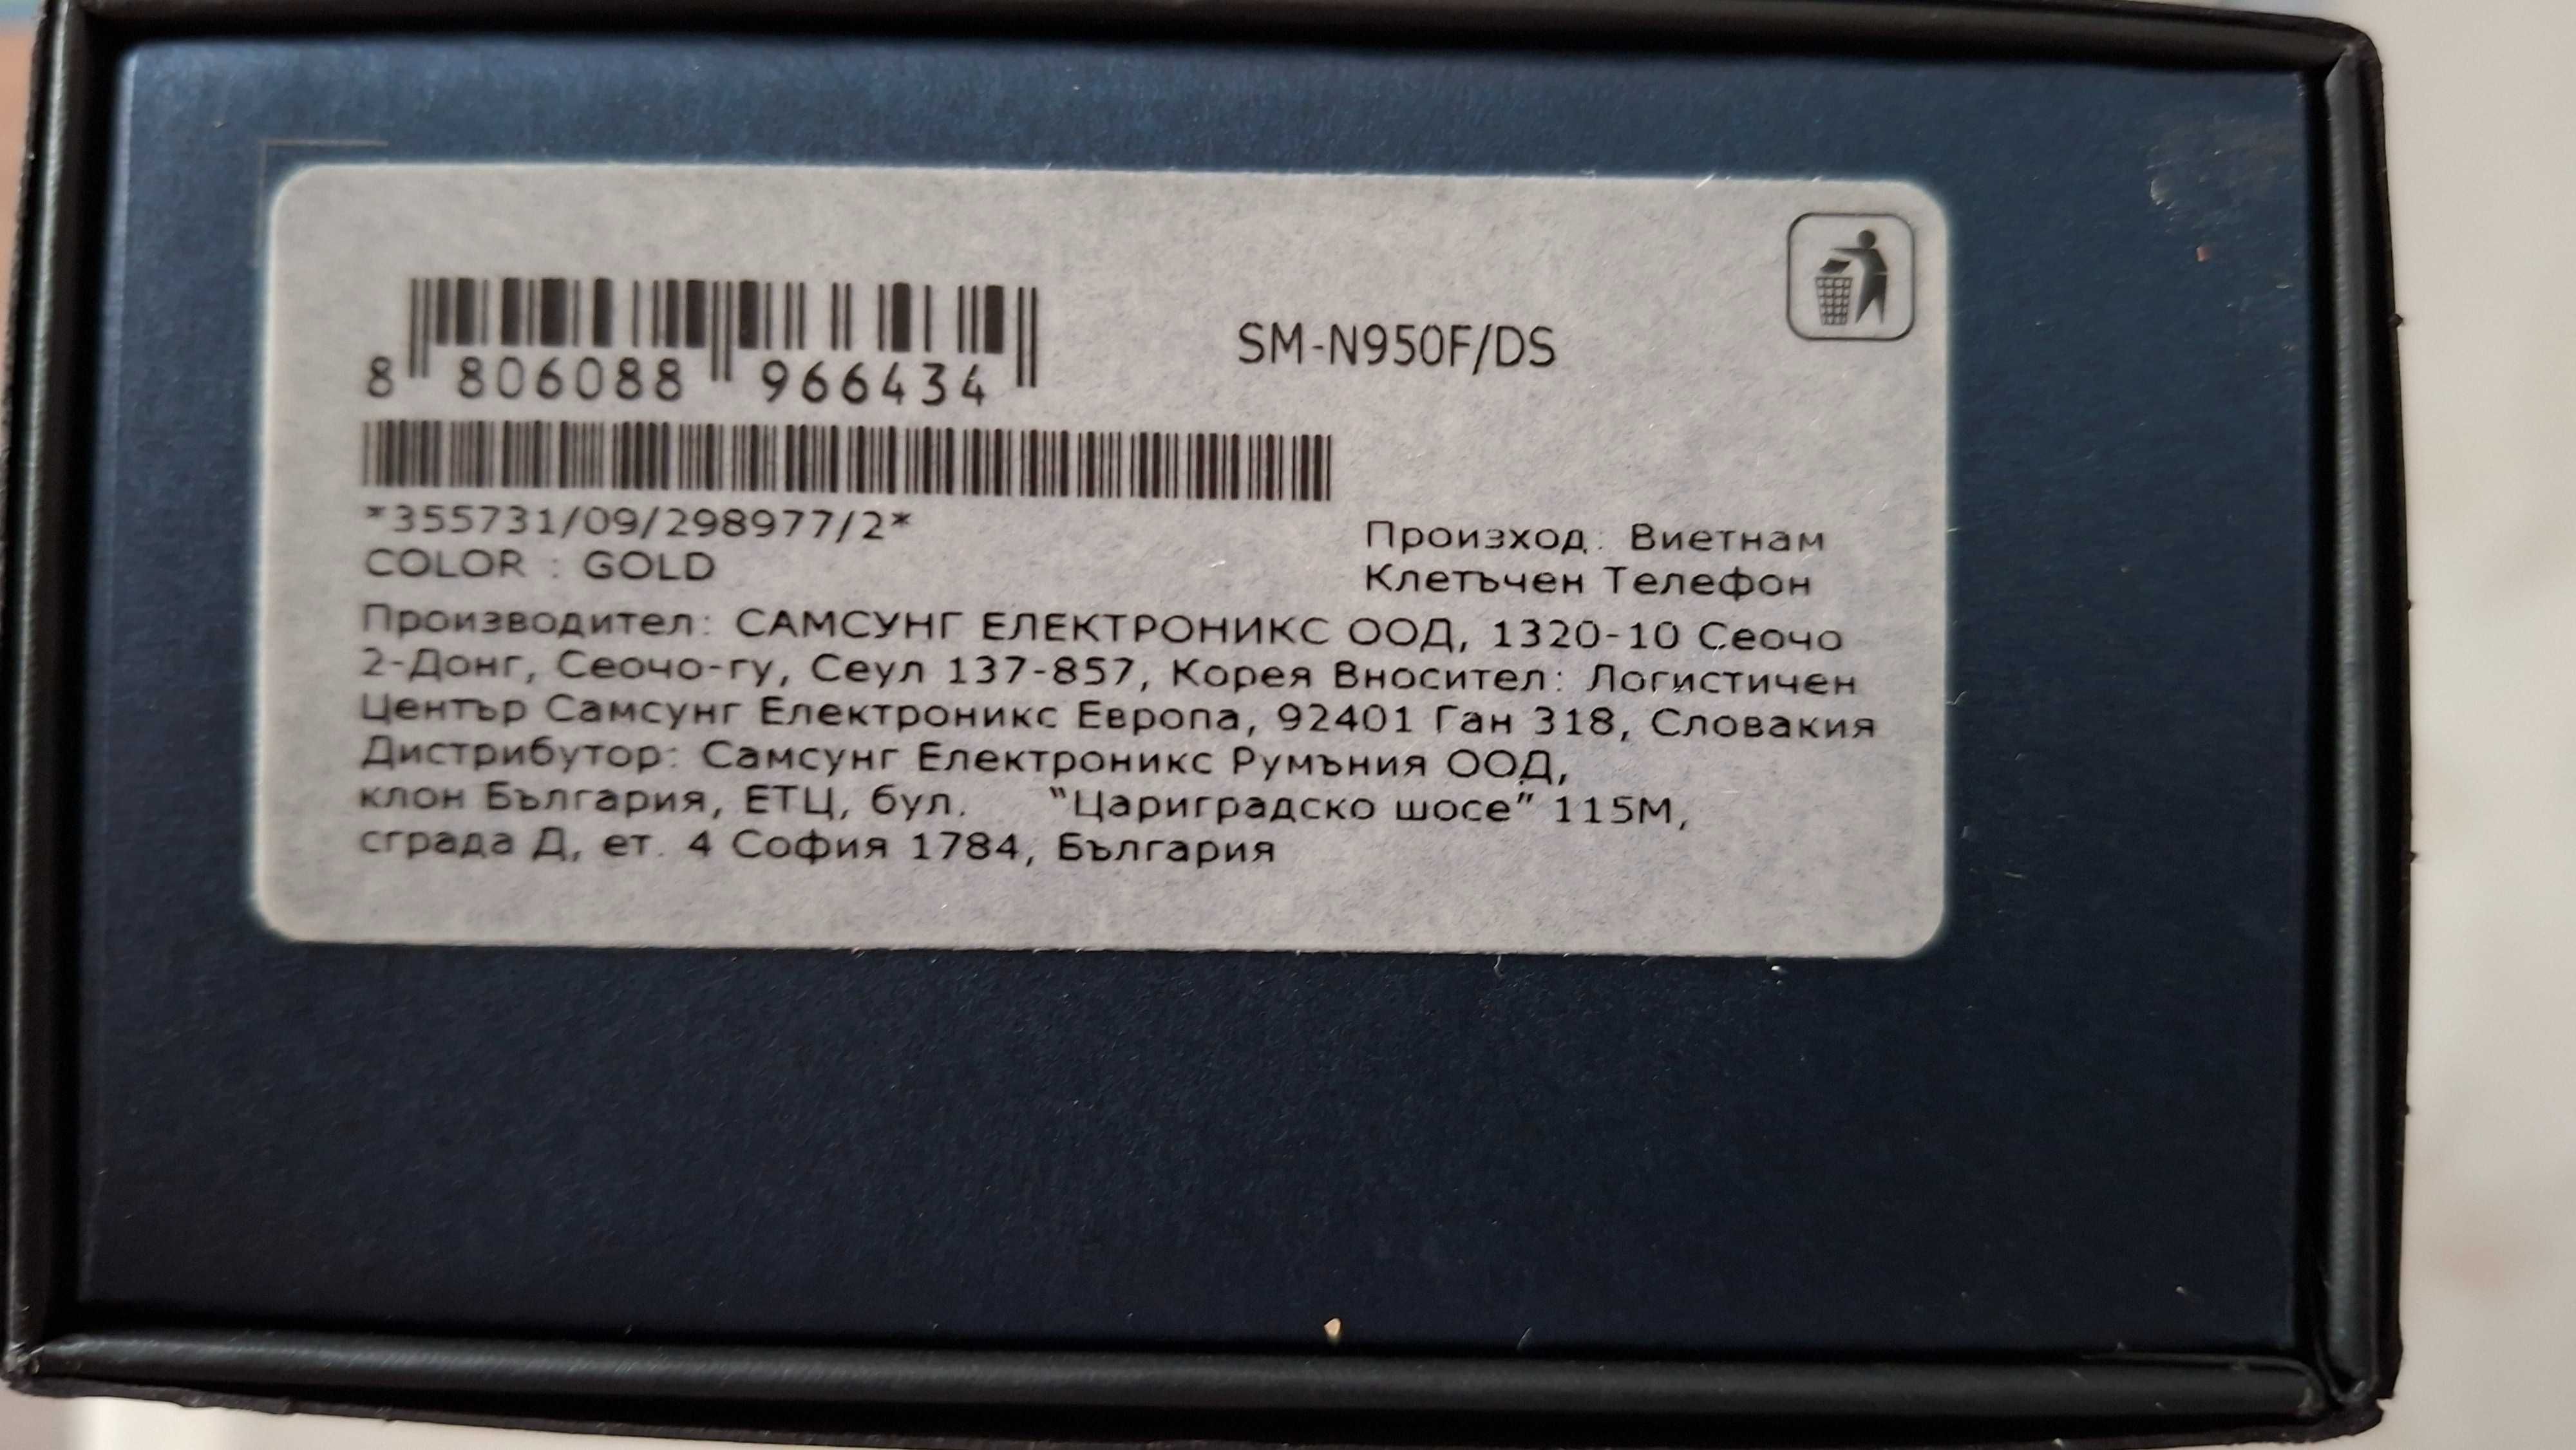 SM-N950F/DS
8 806088 966434
*355731/09/298977/2*
COLOR : GOLD
Произход: Виетнам
Клетъчен Телефон
Производител: САМСУНГ ЕЛЕКТРОНИКС ООД, 1320-10 Сеочо
2-Донг, Сеочо-гу, Сеул 137-857, Корея Вносител: Логистичен
Център Самсунг Електроникс Европа, 92401 Ган 318, Словакия
Дистрибутор: Самсунг Електроникс Румъния ООД,
клон България, ЕТЦ, бул. “Цариградско шосе” 115М,
сграда Д, ет. 4 София 1784, България